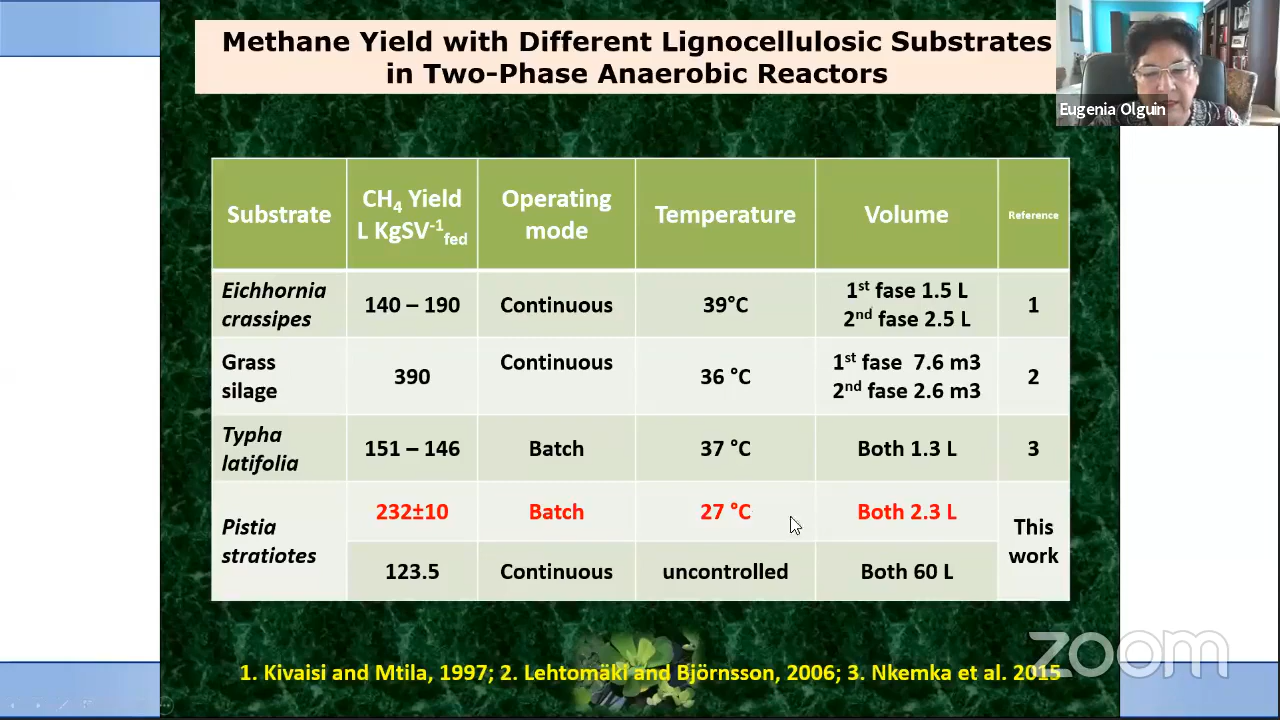 Methane Yield with Different Lignocellulosic Substrates
in Two-Phase Anaerobic Reactors
Eugenia Olguin
Substrate
CH4 Yield
L KgSV-1fed
Operating
mode
Temperature
Volume
Reference
Eichhornia
crassipes
140 – 190
Continuous
39°C
1st fase 1.5 L
2nd fase 2.5 L
1
Grass
silage
390
Continuous
36 °C
1st fase 7.6 m3
2nd fase 2.6 m3
2
Typha
latifolia
151 – 146
Batch
37 °C
Both 1.3 L
3
Pistia
stratiotes
232±10
Batch
27 °C
Both 2.3 L
This
work
123.5
Continuous
uncontrolled
Both 60 L
zoom
1. Kivaisi and Mtila, 1997; 2. Lehtomäki and Björnsson, 2006; 3. Nkemka et al. 2015